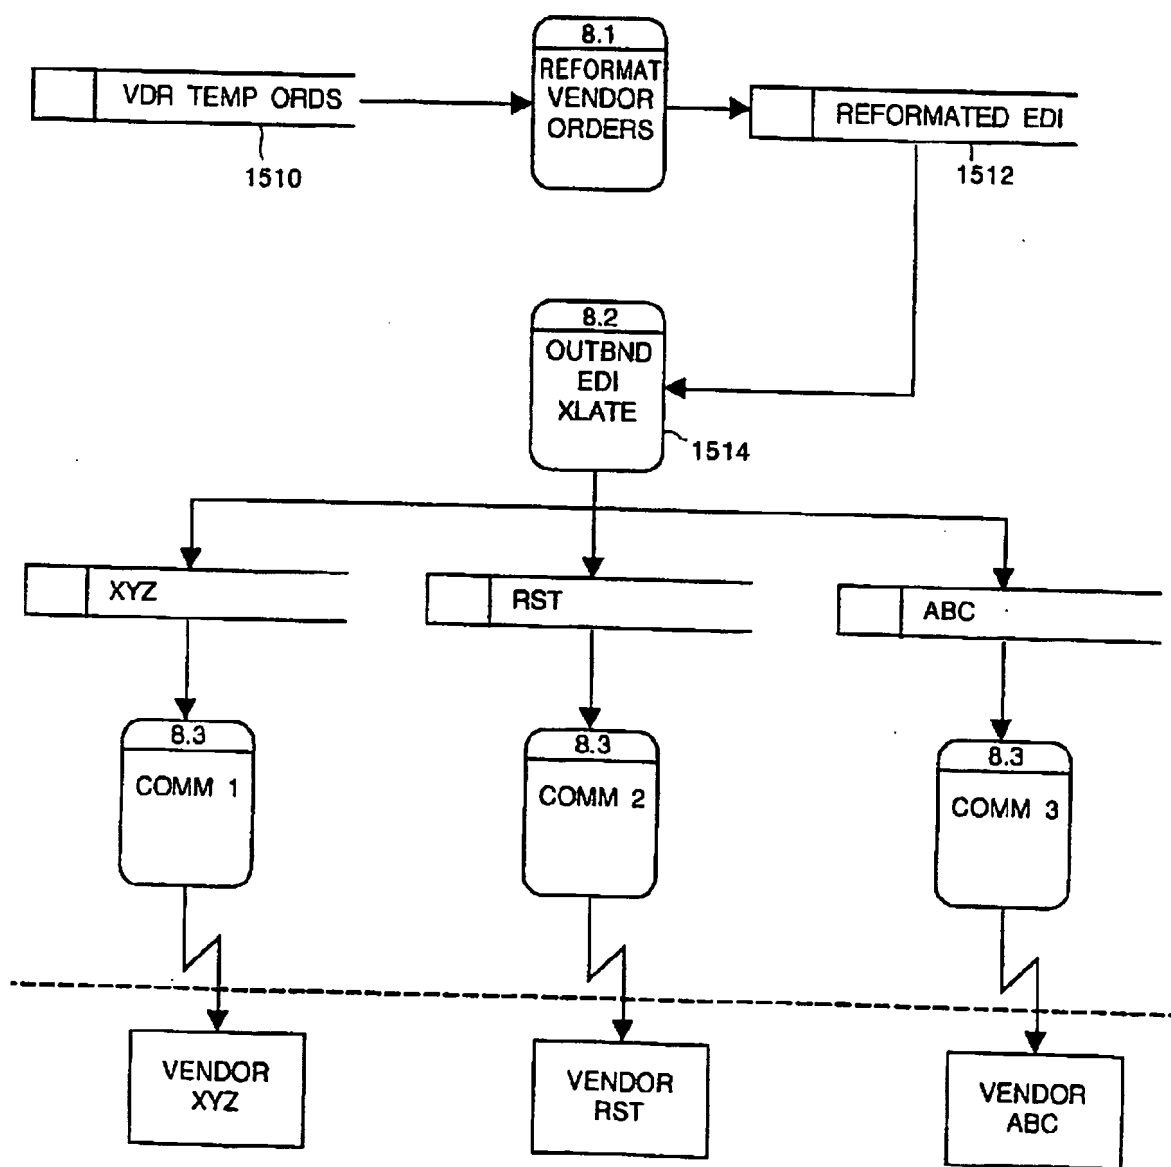 8.1
REFORMAT
VENDOR
ORDERS
VDR TEMP ORDS
REFORMATED EDI
1510
1512
8.2
OUTBND
EDI
XLATE
1514
XYZ
RST
ABC
8.3
COMM 1
8.3
COMM 2
8.3
COMM 3
VENDOR
XYZ
VENDOR
RST
VENDOR
ABC